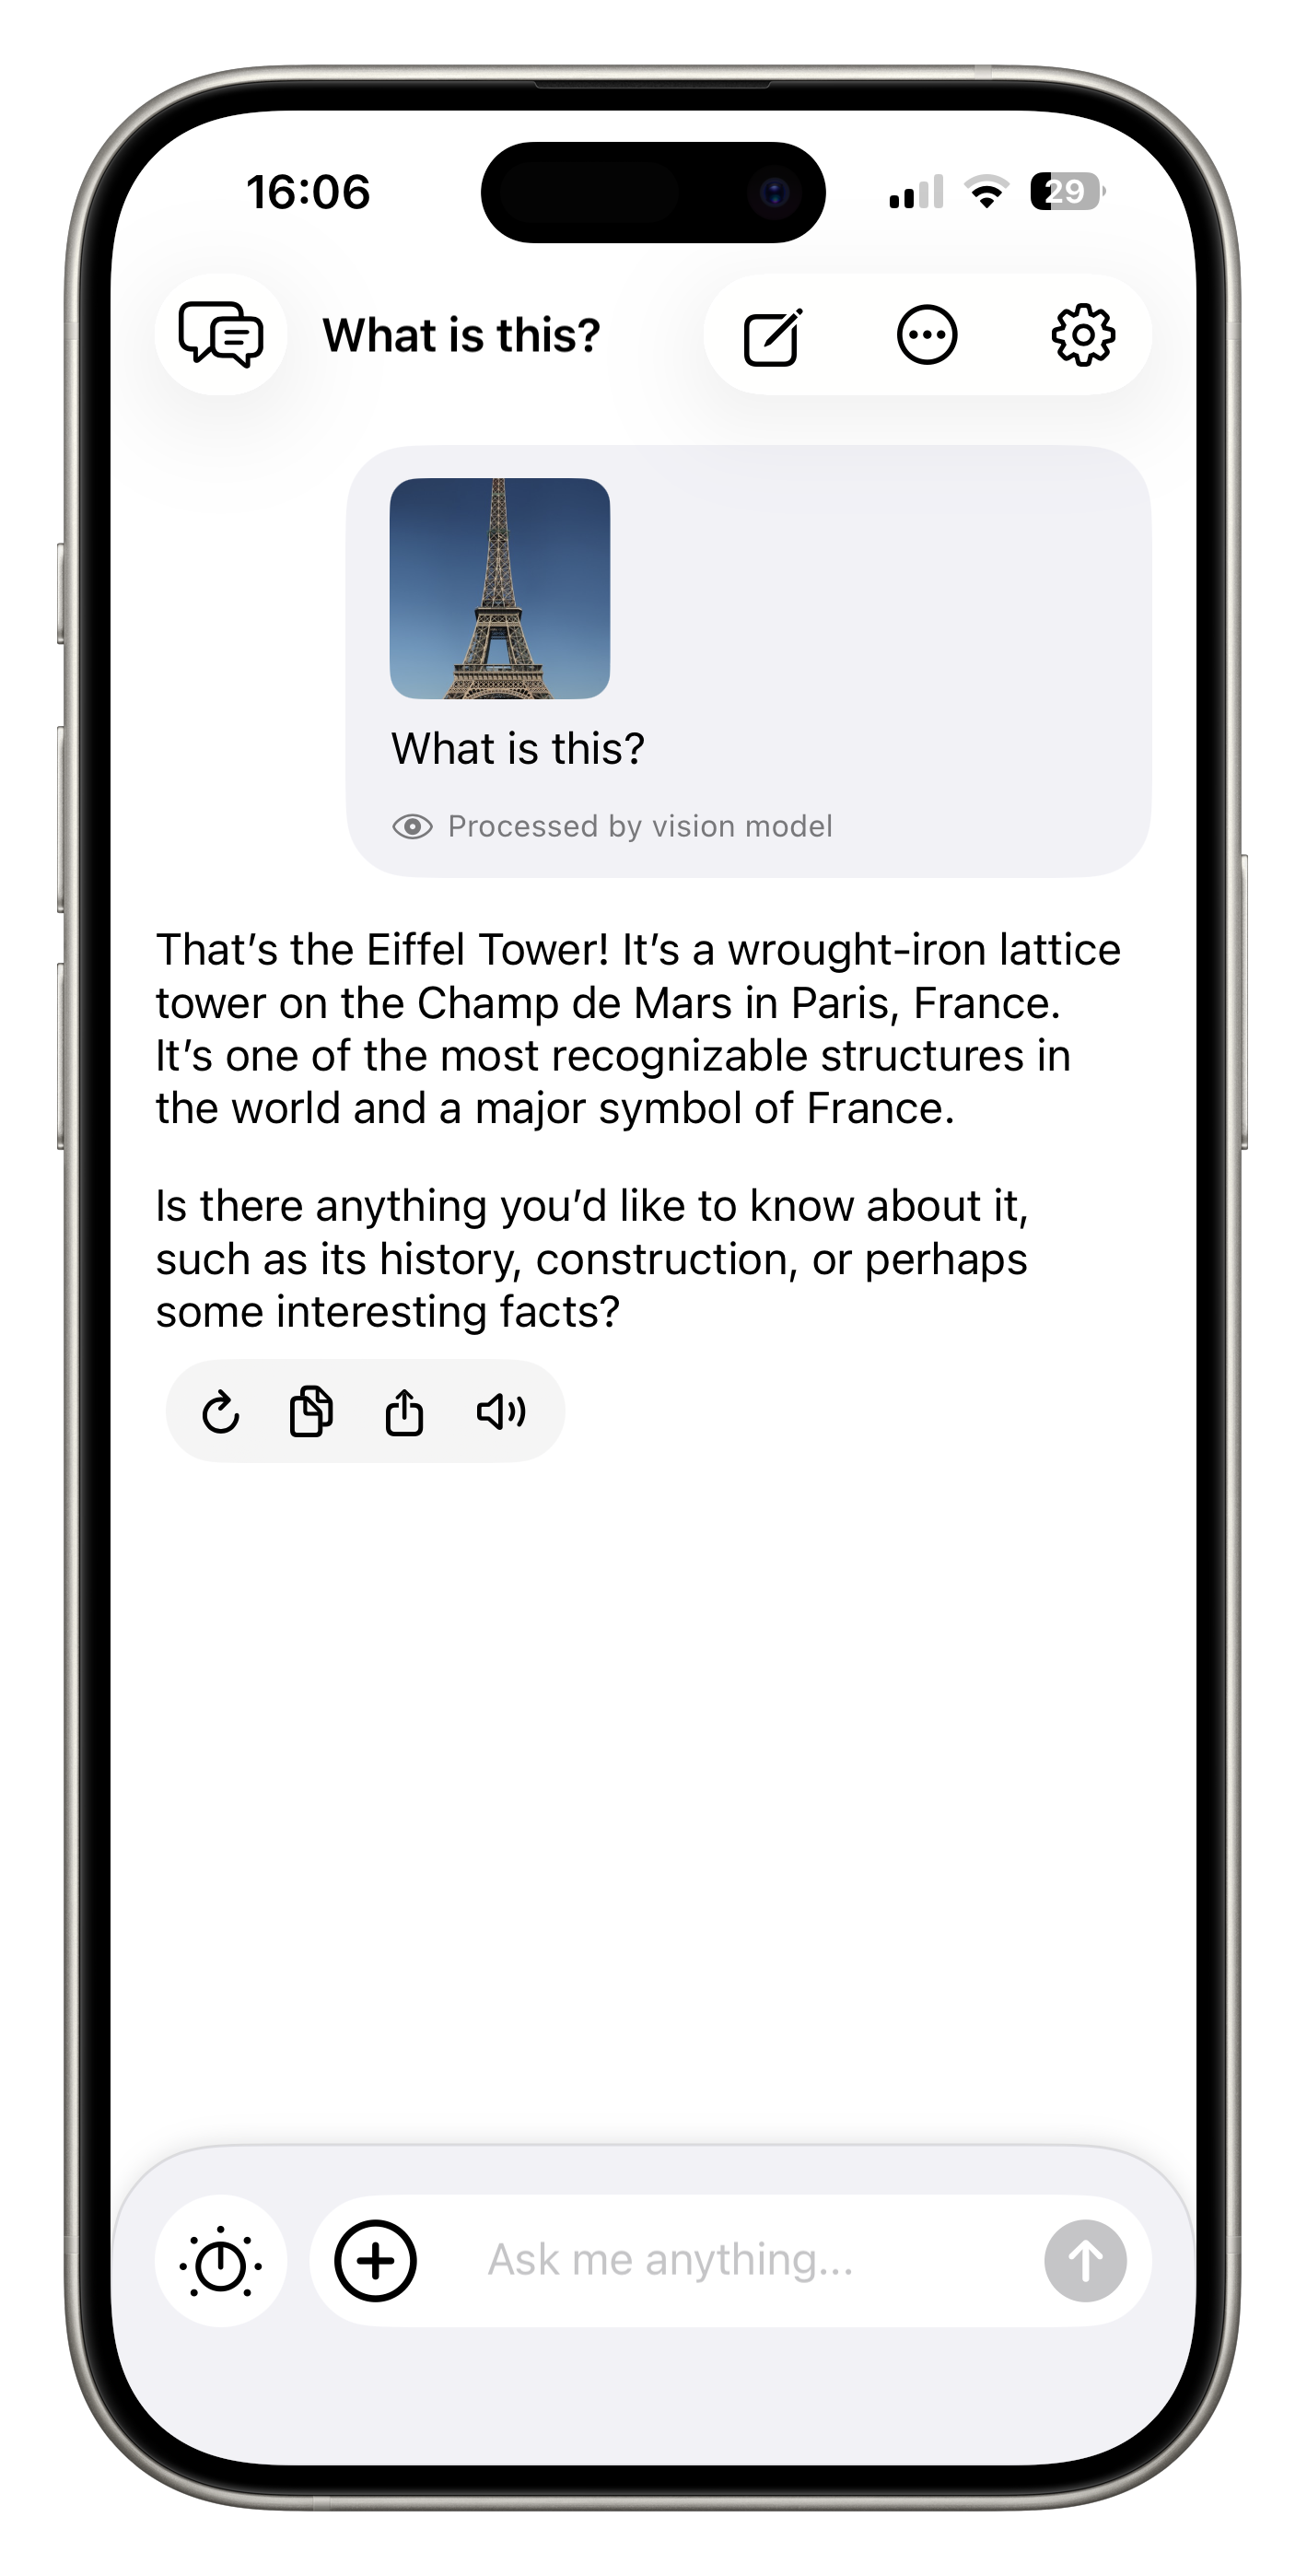 16:06
29
What is this?
What is this?
Processed by vision model
That’s the Eiffel Tower! It’s a wrought-iron lattice
tower on the Champ de Mars in Paris, France.
It’s one of the most recognizable structures in
the world and a major symbol of France.
Is there anything you’d like to know about it,
such as its history, construction, or perhaps
some interesting facts?
Ask me anything...